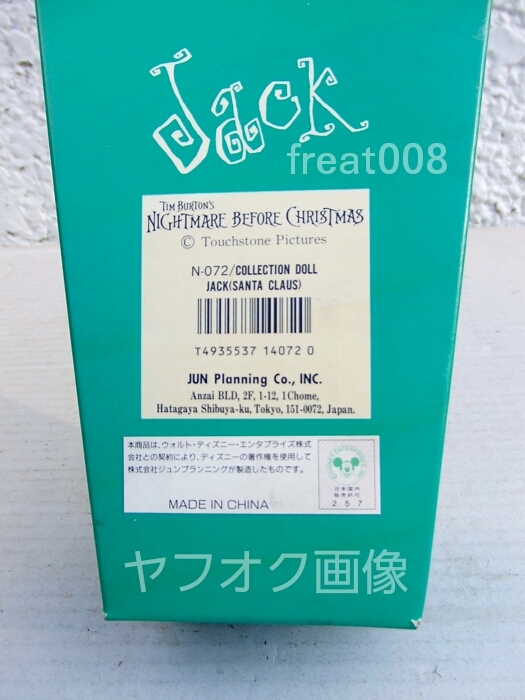 Jack
freat008
TIM BURTON'S
NIGHTMARE BEFORE CHRISTMAS
© Touchstone Pictures
N-072/COLLECTION DOLL
JACK(SANTA CLAUS)
T4935537 14072 0
JUN Planning Co., INC.
Anzai BLD, 2F, 1-12, 1Chome,
Hatagaya Shibuya-ku, Tokyo, 151-0072, Japan.
本商品は、ウォルト・ディズニー・エンタプライズ株式
会社との契約により、ディズニーの著作権を使用して
株式会社ジュンプランニングが製造したものです。
日本国内
販売許可
257
MADE IN CHINA
ヤフオク画像